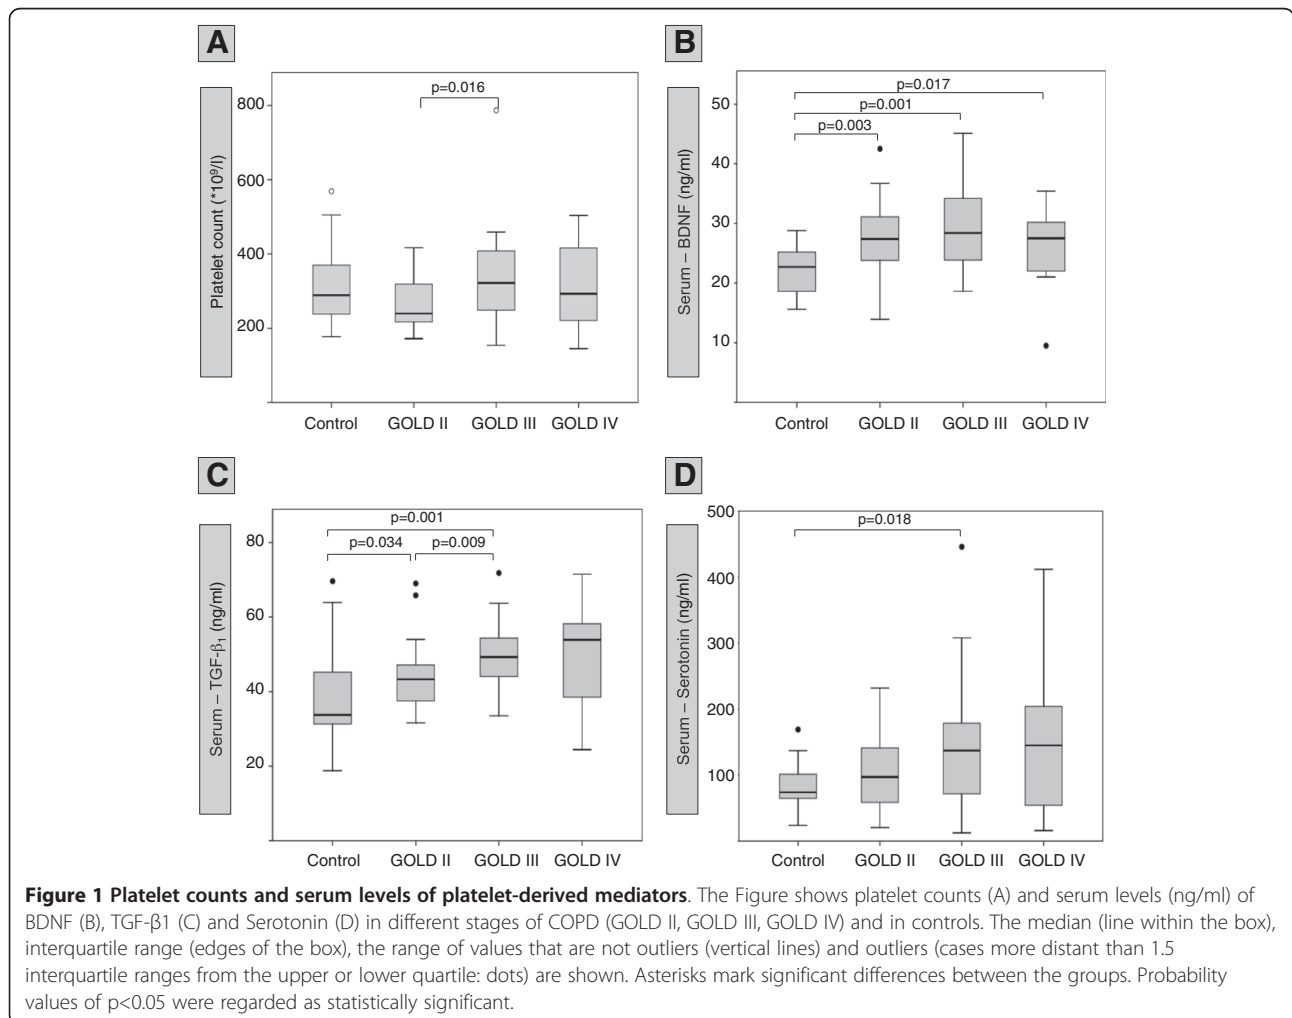 A
Platelet count (*10⁹/l)
800
600
400
200
p=0.016
Control GOLD II GOLD III GOLD IV
B
Serum – BDNF (ng/ml)
50
40
30
20
10
p=0.017
p=0.001
p=0.003
Control GOLD II GOLD III GOLD IV
C
Serum – TGF-β₁ (ng/ml)
80
60
40
20
p=0.001
p=0.034 p=0.009
Control GOLD II GOLD III GOLD IV
D
Serum – Serotonin (ng/ml)
500
400
300
200
100
p=0.018
Control GOLD II GOLD III GOLD IV
Figure 1 Platelet counts and serum levels of platelet-derived mediators. The Figure shows platelet counts (A) and serum levels (ng/ml) of
BDNF (B), TGF-β1 (C) and Serotonin (D) in different stages of COPD (GOLD II, GOLD III, GOLD IV) and in controls. The median (line within the box),
interquartile range (edges of the box), the range of values that are not outliers (vertical lines) and outliers (cases more distant than 1.5
interquartile ranges from the upper or lower quartile: dots) are shown. Asterisks mark significant differences between the groups. Probability
values of p<0.05 were regarded as statistically significant.